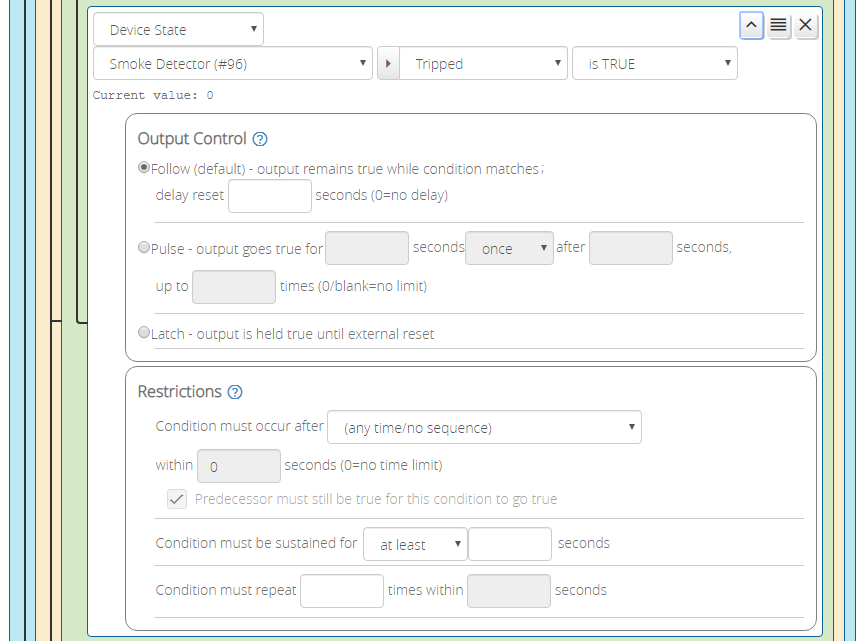 Device State
Smoke Detector (#96) Tripped is TRUE
Current value: 0
Output Control ?
Follow (default) - output remains true while condition matches;
delay reset seconds (0=no delay)
Pulse - output goes true for seconds once after seconds,
up to times (0/blank=no limit)
Latch - output is held true until external reset
Restrictions ?
Condition must occur after (any time/no sequence)
within 0 seconds (0=no time limit)
Predecessor must still be true for this condition to go true
Condition must be sustained for at least seconds
Condition must repeat times within seconds